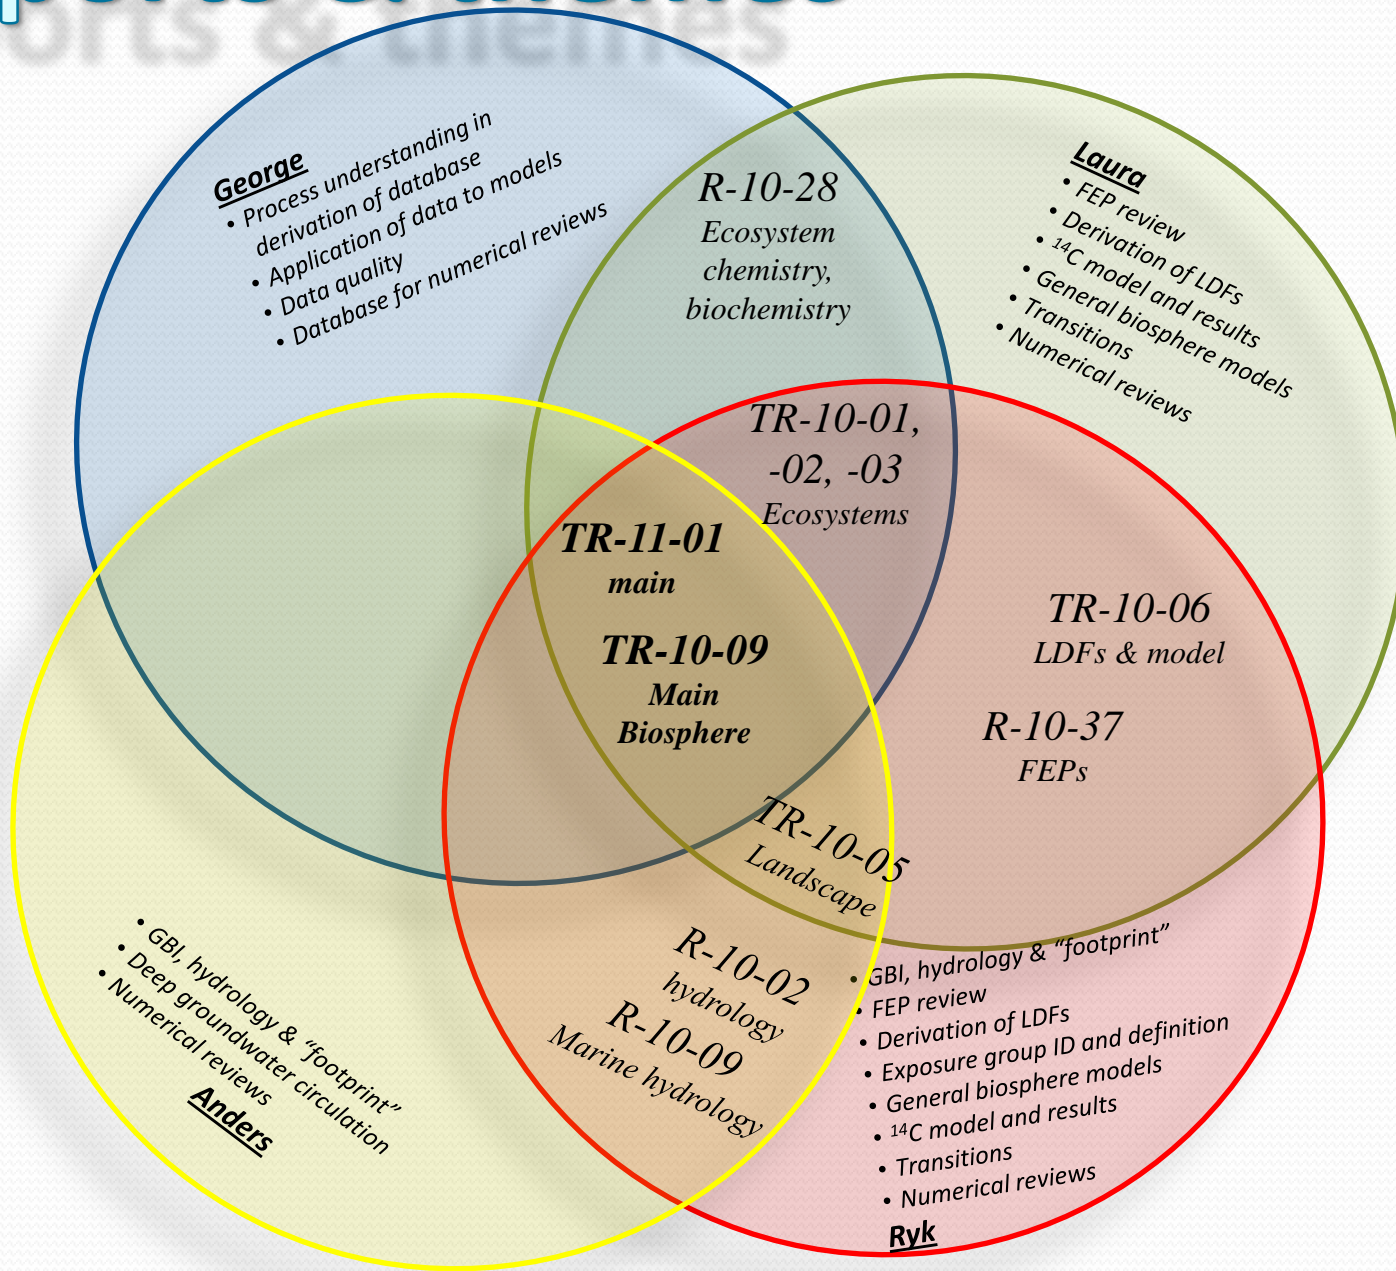 ports & themes
George
• Process understanding in
derivation of database
• Application of data to models
• Data quality
• Database for numerical reviews
R-10-28
Ecosystem
chemistry,
biochemistry
Laura
• FEP review
• Derivation of LDFs
• ¹⁴C model and results
• General biosphere models
• Transitions
• Numerical reviews
TR-10-01,
-02, -03
Ecosystems
TR-11-01
main
TR-10-09
Main
Biosphere
TR-10-06
LDFs & model
R-10-37
FEPs
TR-10-05
Landscape
R-10-02
hydrology
R-10-09
Marine hydrology
• GBI, hydrology & “footprint”
• Deep groundwater circulation
• Numerical reviews
Anders
• GBI, hydrology & “footprint”
• FEP review
• Derivation of LDFs
• Exposure group ID and definition
• General biosphere models
• ¹⁴C model and results
• Transitions
• Numerical reviews
Ryk